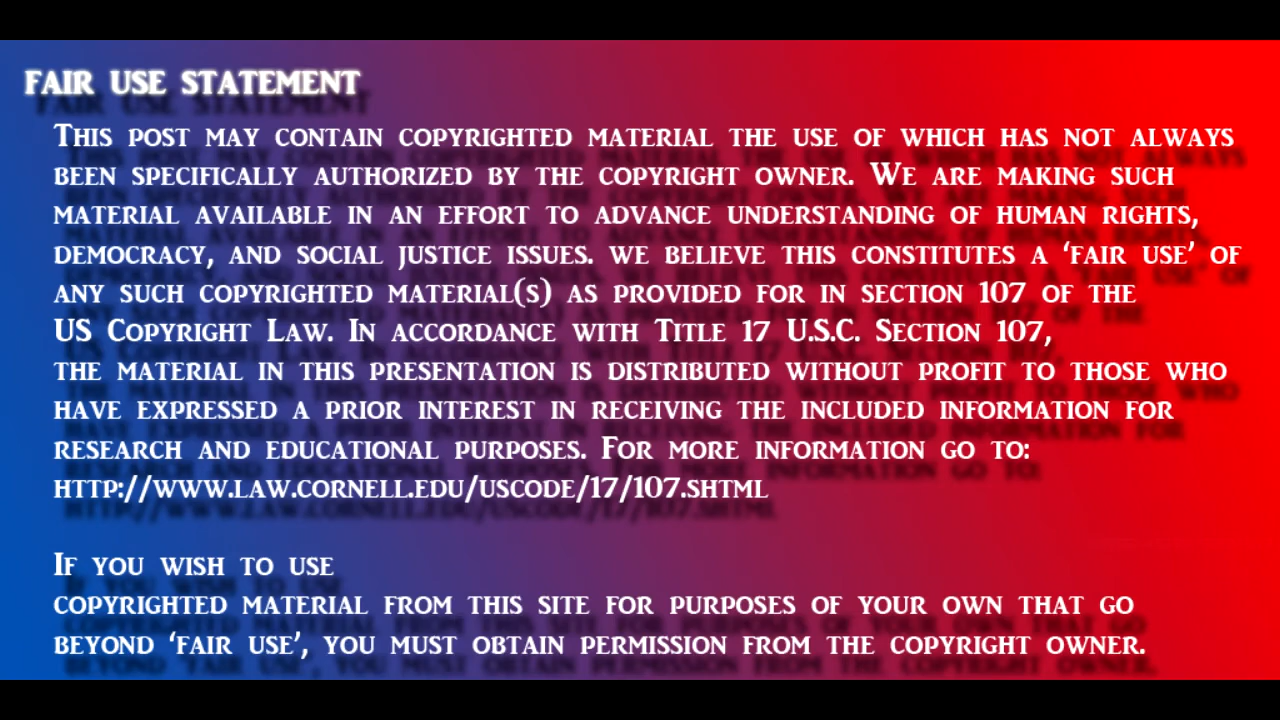 FAIR USE STATEMENT
THIS POST MAY CONTAIN COPYRIGHTED MATERIAL THE USE OF WHICH HAS NOT ALWAYS
BEEN SPECIFICALLY AUTHORIZED BY THE COPYRIGHT OWNER. WE ARE MAKING SUCH
MATERIAL AVAILABLE IN AN EFFORT TO ADVANCE UNDERSTANDING OF HUMAN RIGHTS,
DEMOCRACY, AND SOCIAL JUSTICE ISSUES. WE BELIEVE THIS CONSTITUTES A ‘FAIR USE’ OF
ANY SUCH COPYRIGHTED MATERIAL(S) AS PROVIDED FOR IN SECTION 107 OF THE
US COPYRIGHT LAW. IN ACCORDANCE WITH TITLE 17 U.S.C. SECTION 107,
THE MATERIAL IN THIS PRESENTATION IS DISTRIBUTED WITHOUT PROFIT TO THOSE WHO
HAVE EXPRESSED A PRIOR INTEREST IN RECEIVING THE INCLUDED INFORMATION FOR
RESEARCH AND EDUCATIONAL PURPOSES. FOR MORE INFORMATION GO TO:
HTTP://WWW.LAW.CORNELL.EDU/USCODE/17/107.SHTML
IF YOU WISH TO USE
COPYRIGHTED MATERIAL FROM THIS SITE FOR PURPOSES OF YOUR OWN THAT GO
BEYOND ‘FAIR USE’, YOU MUST OBTAIN PERMISSION FROM THE COPYRIGHT OWNER.